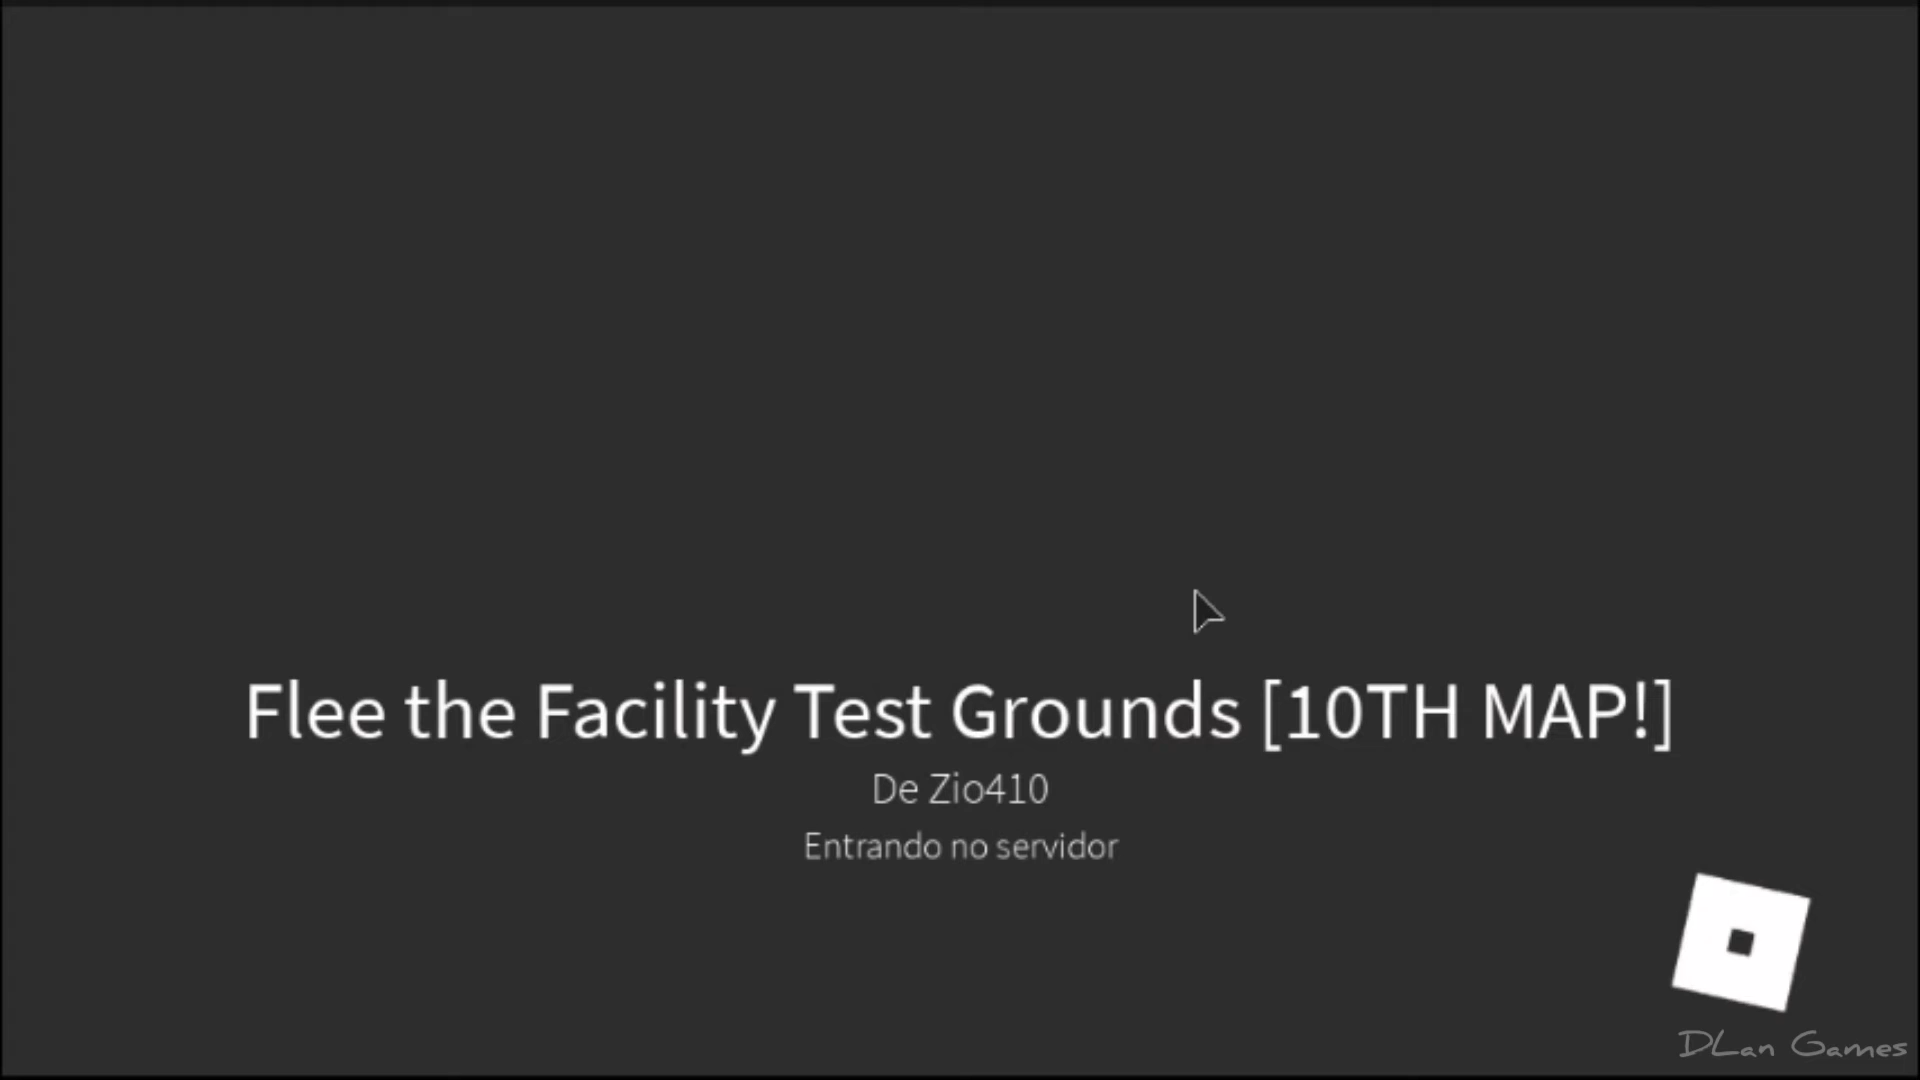 Flee the Facility Test Grounds [10TH MAP!]
De Zio410
Entrando no servidor
DLan Games